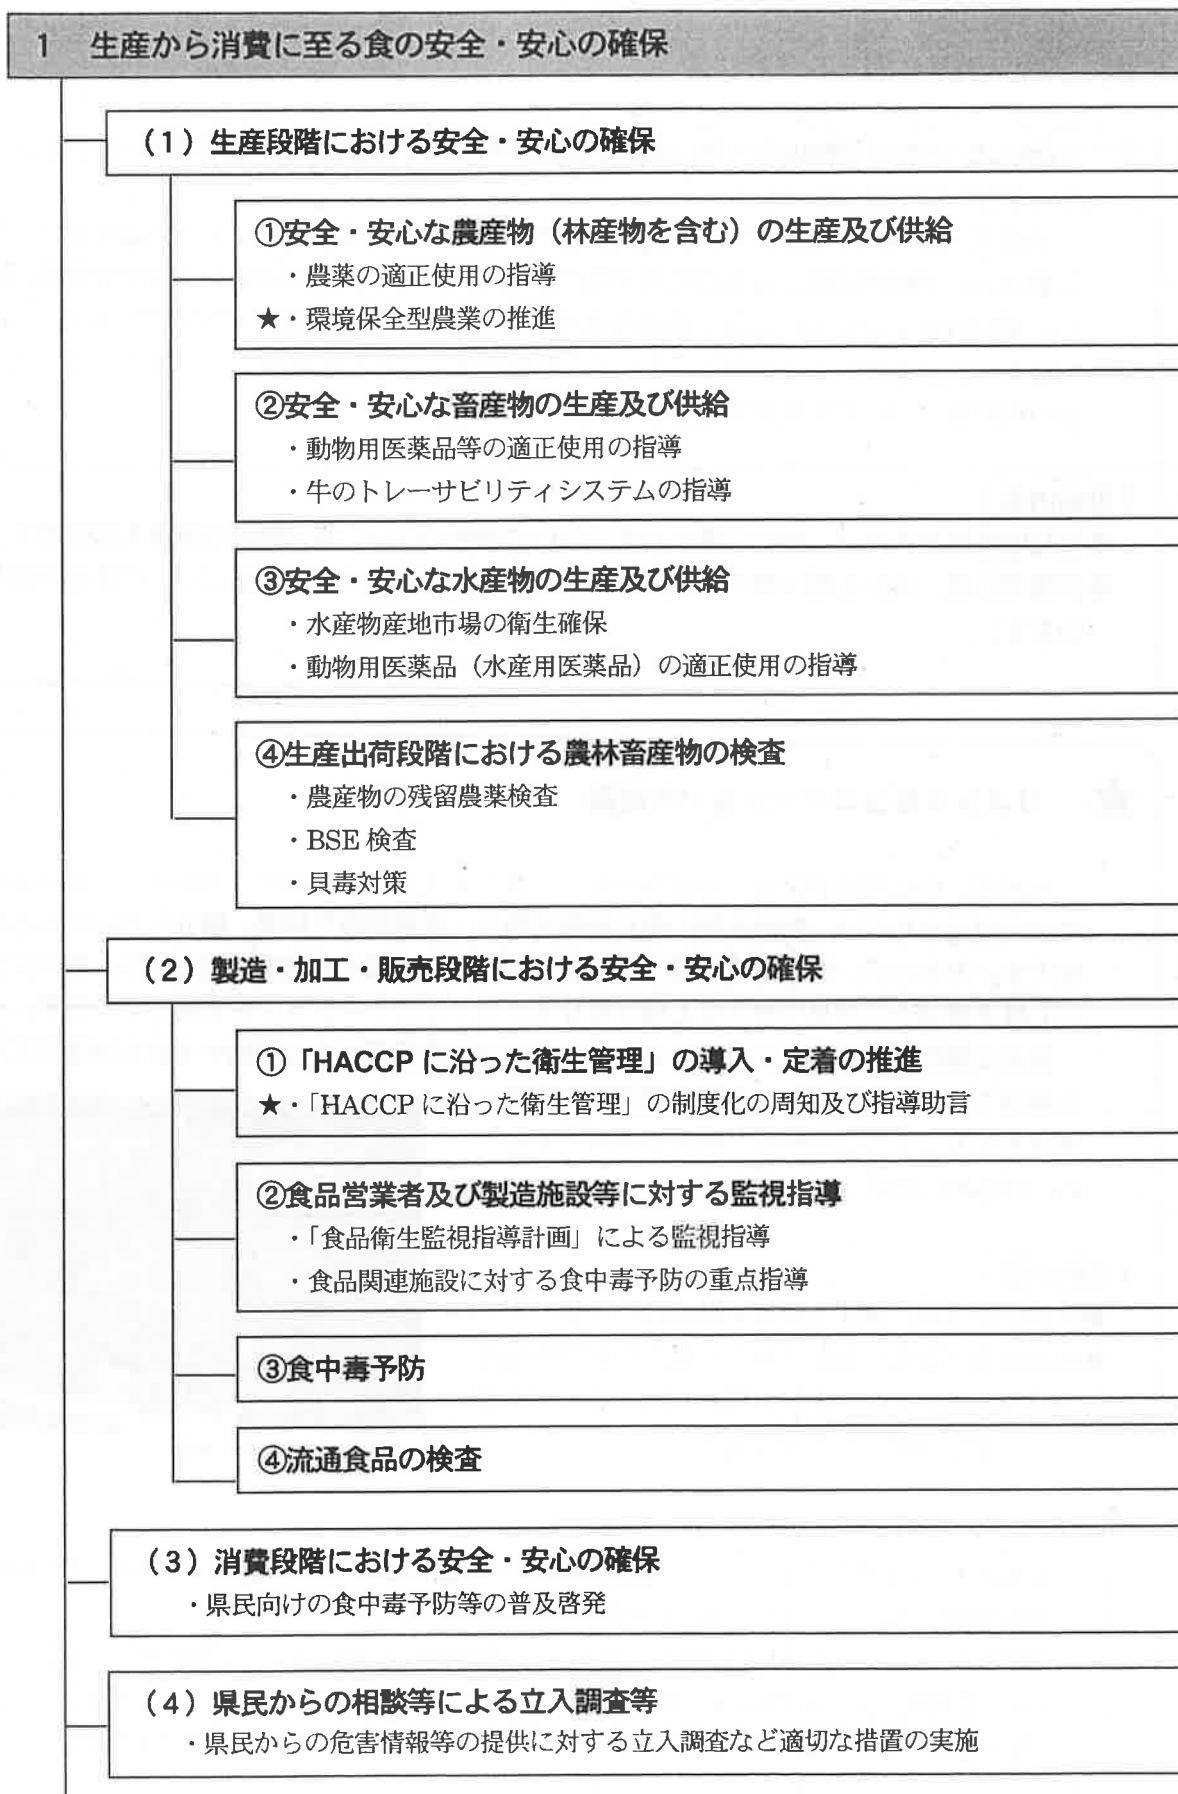 1　生産から消費に至る食の安全・安心の確保
（1）生産段階における安全・安心の確保
①安全・安心な農産物（林産物を含む）の生産及び供給
・農薬の適正使用の指導
★・環境保全型農業の推進
②安全・安心な畜産物の生産及び供給
・動物用医薬品等の適正使用の指導
・牛のトレーサビリティシステムの指導
③安全・安心な水産物の生産及び供給
・水産物産地市場の衛生確保
・動物用医薬品（水産用医薬品）の適正使用の指導
④生産出荷段階における農林畜産物の検査
・農産物の残留農薬検査
・BSE 検査
・貝毒対策
（2）製造・加工・販売段階における安全・安心の確保
①「HACCP に沿った衛生管理」の導入・定着の推進
★・「HACCP に沿った衛生管理」の制度化の周知及び指導助言
②食品営業者及び製造施設等に対する監視指導
・「食品衛生監視指導計画」による監視指導
・食品関連施設に対する食中毒予防の重点指導
③食中毒予防
④流通食品の検査
（3）消費段階における安全・安心の確保
・県民向けの食中毒予防等の普及啓発
（4）県民からの相談等による立入調査等
・県民からの危害情報等の提供に対する立入調査など適切な措置の実施